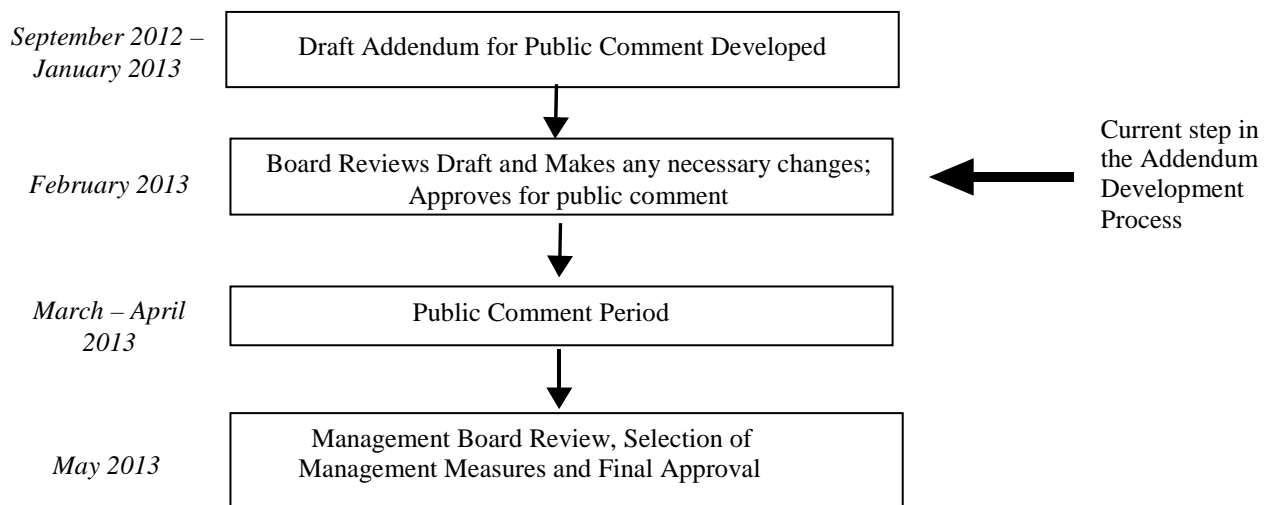 September 2012 –
January 2013
Draft Addendum for Public Comment Developed
February 2013
Board Reviews Draft and Makes any necessary changes;
Approves for public comment
Current step in
the Addendum
Development
Process
March – April
2013
Public Comment Period
May 2013
Management Board Review, Selection of
Management Measures and Final Approval